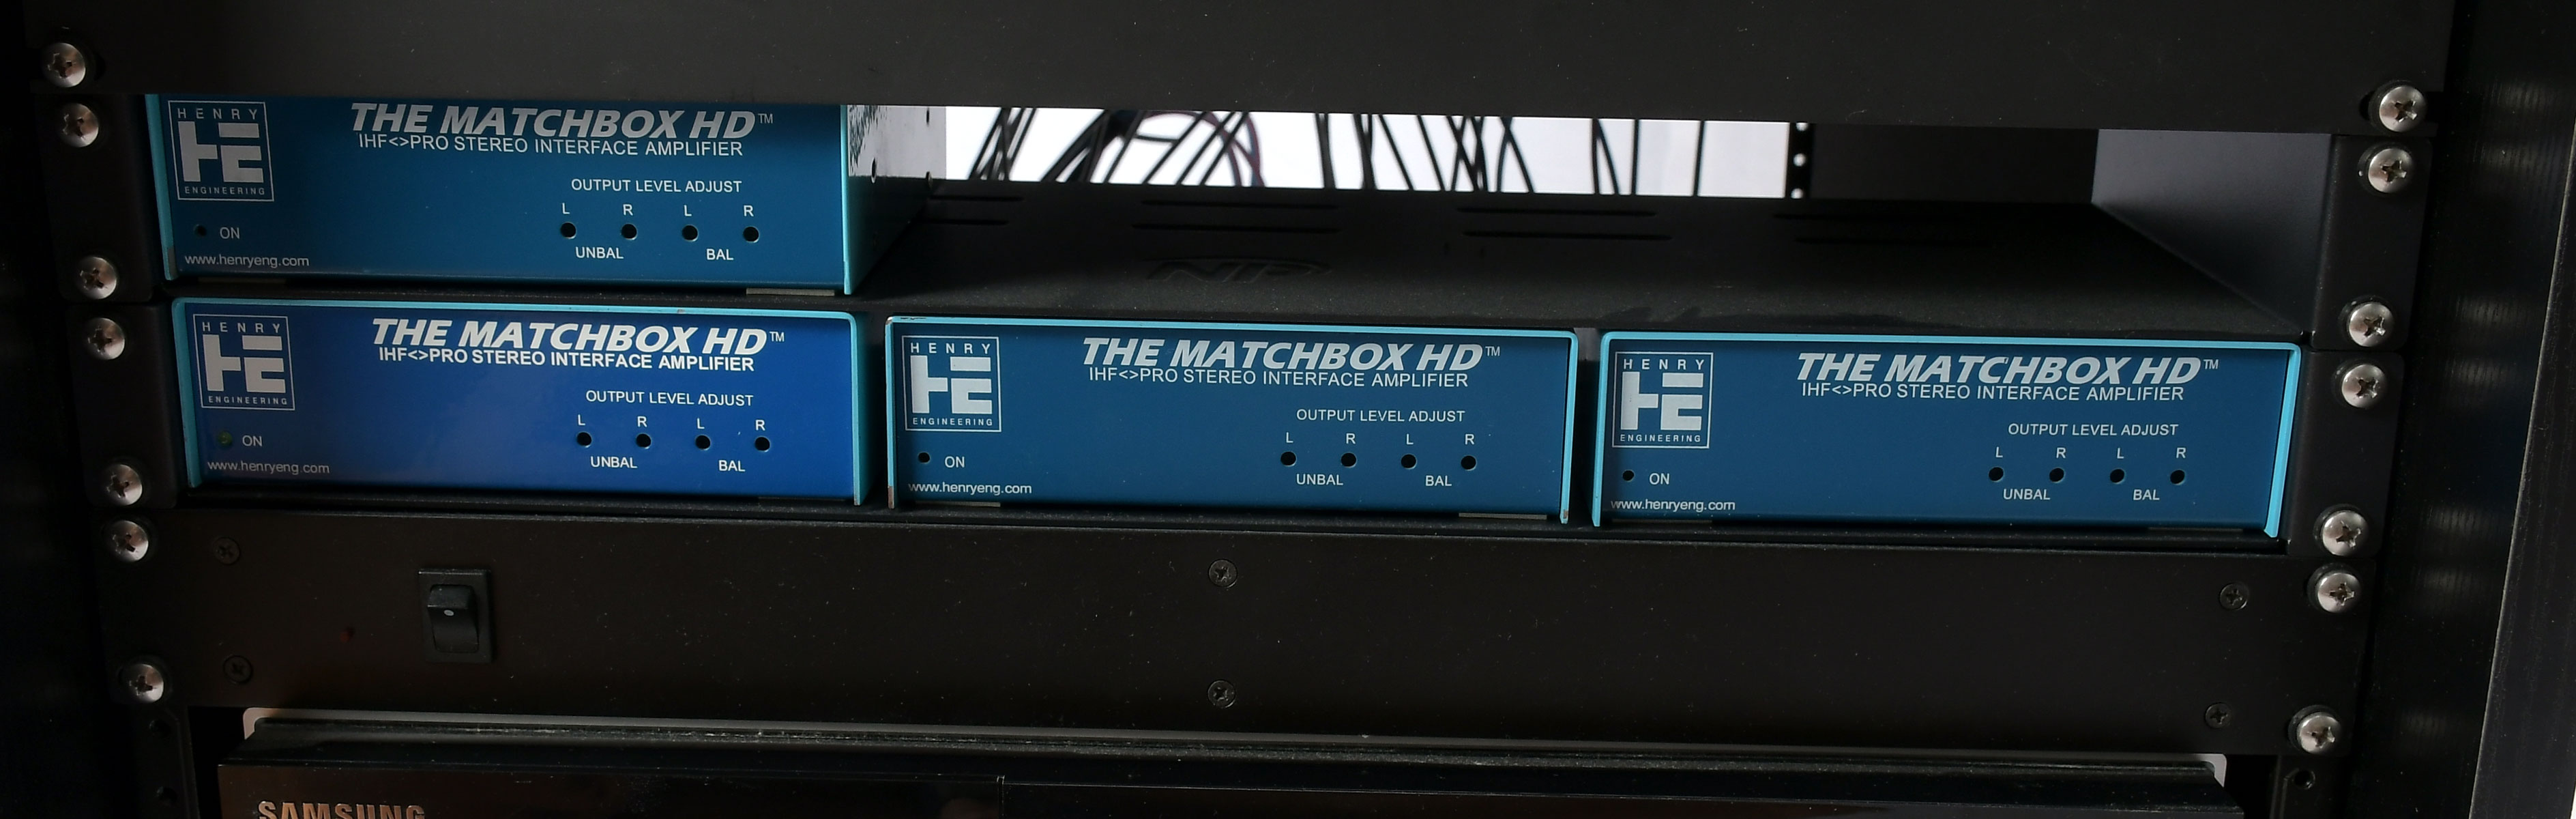 HENRY
HE
ENGINEERING
THE MATCHBOX HD™
IHF<>PRO STEREO INTERFACE AMPLIFIER
OUTPUT LEVEL ADJUST
L R L R
UNBAL BAL
ON
www.henryeng.com
HENRY
HE
ENGINEERING
THE MATCHBOX HD™
IHF<>PRO STEREO INTERFACE AMPLIFIER
OUTPUT LEVEL ADJUST
L R L R
UNBAL BAL
ON
www.henryeng.com
HENRY
HE
ENGINEERING
THE MATCHBOX HD™
IHF<>PRO STEREO INTERFACE AMPLIFIER
OUTPUT LEVEL ADJUST
L R L R
UNBAL BAL
ON
www.henryeng.com
HENRY
HE
ENGINEERING
THE MATCHBOX HD™
IHF<>PRO STEREO INTERFACE AMPLIFIER
OUTPUT LEVEL ADJUST
L R L R
UNBAL BAL
ON
www.henryeng.com
SAMSUNG